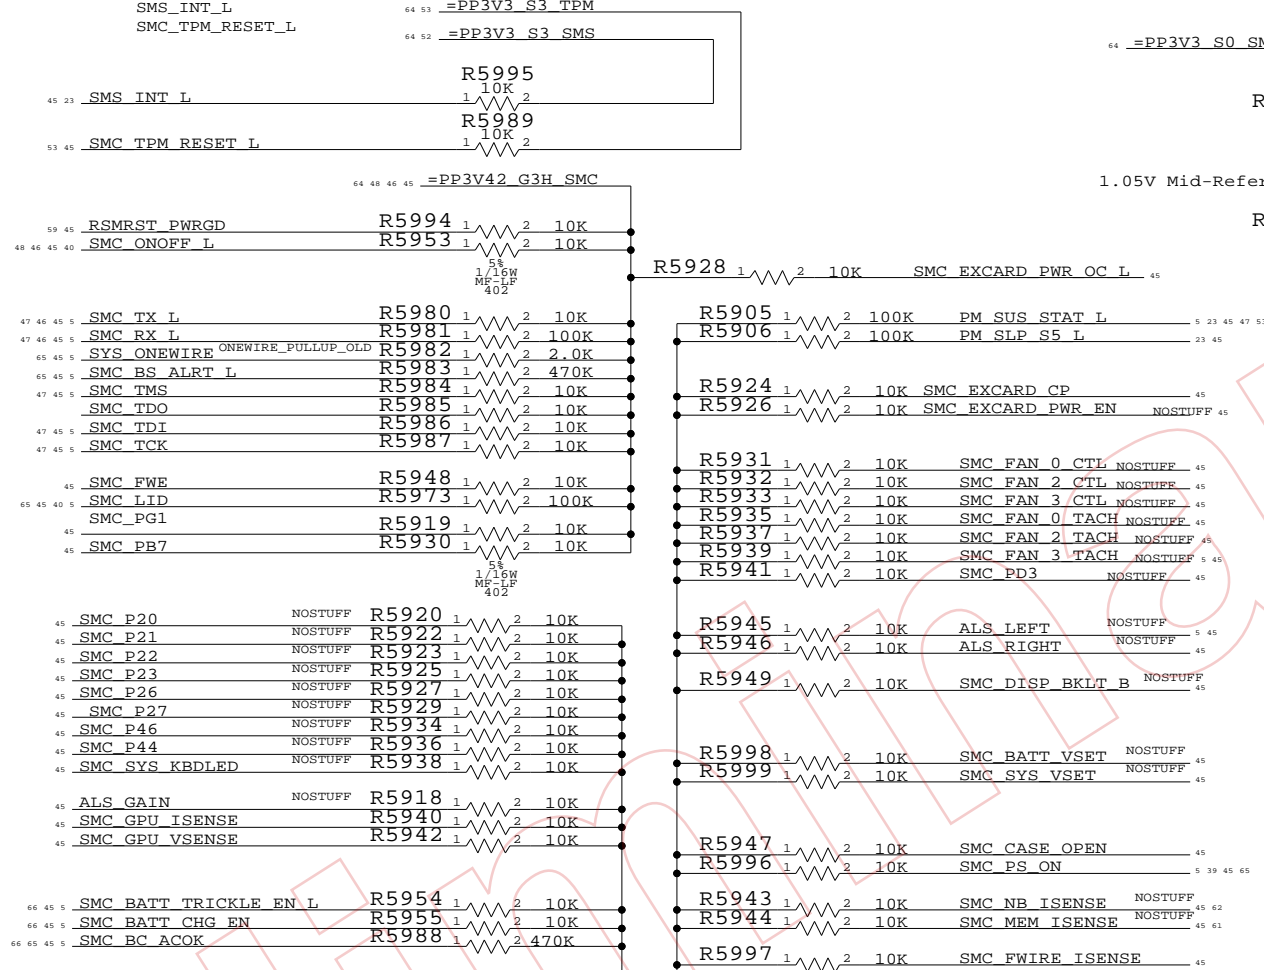 SMS_INT_L
SMC_TPM_RESET_L
64 53 =PP3V3_S3_TPM
64 52 =PP3V3_S3_SMS
64 =PP3V3_S0_SM
R5995
10K
45 23 SMS_INT_L 1 2
R5989
10K
53 45 SMC_TPM_RESET_L 1 2
64 48 46 45 =PP3V42_G3H_SMC
1.05V Mid-Refer
R
R
59 45 RSMRST_PWRGD R5994 1 2 10K
48 46 45 40 SMC_ONOFF_L R5953 1 2 10K
5%
1/16W
MF-LF
402
R5928 1 2 10K SMC_EXCARD_PWR_OC_L 45
47 46 45 5 SMC_TX_L R5980 1 2 10K
47 46 45 5 SMC_RX_L R5981 1 2 100K
65 45 5 SYS_ONEWIRE ONEWIRE_PULLUP_OLD R5982 1 2 2.0K
65 45 5 SMC_BS_ALRT_L R5983 1 2 470K
47 45 5 SMC_TMS R5984 1 2 10K
SMC_TDO R5985 1 2 10K
47 45 5 SMC_TDI R5986 1 2 10K
47 45 5 SMC_TCK R5987 1 2 10K
45 SMC_FWE R5948 1 2 10K
65 45 40 5 SMC_LID R5973 1 2 100K
SMC_PG1
45 R5919 1 2 10K
45 SMC_PB7 R5930 1 2 10K
5%
1/16W
MF-LF
402
45 SMC_P20 NOSTUFF R5920 1 2 10K
45 SMC_P21 NOSTUFF R5922 1 2 10K
45 SMC_P22 NOSTUFF R5923 1 2 10K
45 SMC_P23 NOSTUFF R5925 1 2 10K
45 SMC_P26 NOSTUFF R5927 1 2 10K
45 SMC_P27 NOSTUFF R5929 1 2 10K
45 SMC_P46 NOSTUFF R5934 1 2 10K
45 SMC_P44 NOSTUFF R5936 1 2 10K
45 SMC_SYS_KBDLED NOSTUFF R5938 1 2 10K
45 ALS_GAIN NOSTUFF R5918 1 2 10K
45 SMC_GPU_ISENSE R5940 1 2 10K
45 SMC_GPU_VSENSE R5942 1 2 10K
66 45 5 SMC_BATT_TRICKLE_EN_L R5954 1 2 10K
66 45 5 SMC_BATT_CHG_EN R5955 1 2 10K
66 65 45 5 SMC_BC_ACOK R5988 1 2 470K
R5905 1 2 100K PM_SUS_STAT_L 5 23 45 47 53
R5906 1 2 100K PM_SLP_S5_L 23 45
R5924 1 2 10K SMC_EXCARD_CP 45
R5926 1 2 10K SMC_EXCARD_PWR_EN NOSTUFF 45
R5931 1 2 10K SMC_FAN_0_CTL NOSTUFF 45
R5932 1 2 10K SMC_FAN_2_CTL NOSTUFF 45
R5933 1 2 10K SMC_FAN_3_CTL NOSTUFF 45
R5935 1 2 10K SMC_FAN_0_TACH NOSTUFF 45
R5937 1 2 10K SMC_FAN_2_TACH NOSTUFF 45
R5939 1 2 10K SMC_FAN_3_TACH NOSTUFF 5 45
R5941 1 2 10K SMC_PD3 NOSTUFF 45
R5945 1 2 10K ALS_LEFT NOSTUFF 5 45
R5946 1 2 10K ALS_RIGHT NOSTUFF 45
R5949 1 2 10K SMC_DISP_BKLT_B NOSTUFF 45
R5998 1 2 10K SMC_BATT_VSET NOSTUFF 45
R5999 1 2 10K SMC_SYS_VSET NOSTUFF 45
R5947 1 2 10K SMC_CASE_OPEN 45
R5996 1 2 10K SMC_PS_ON 5 39 45 65
R5943 1 2 10K SMC_NB_ISENSE NOSTUFF 45 62
R5944 1 2 10K SMC_MEM_ISENSE NOSTUFF 45 61
R5997 1 2 10K SMC_FWIRE_ISENSE 45